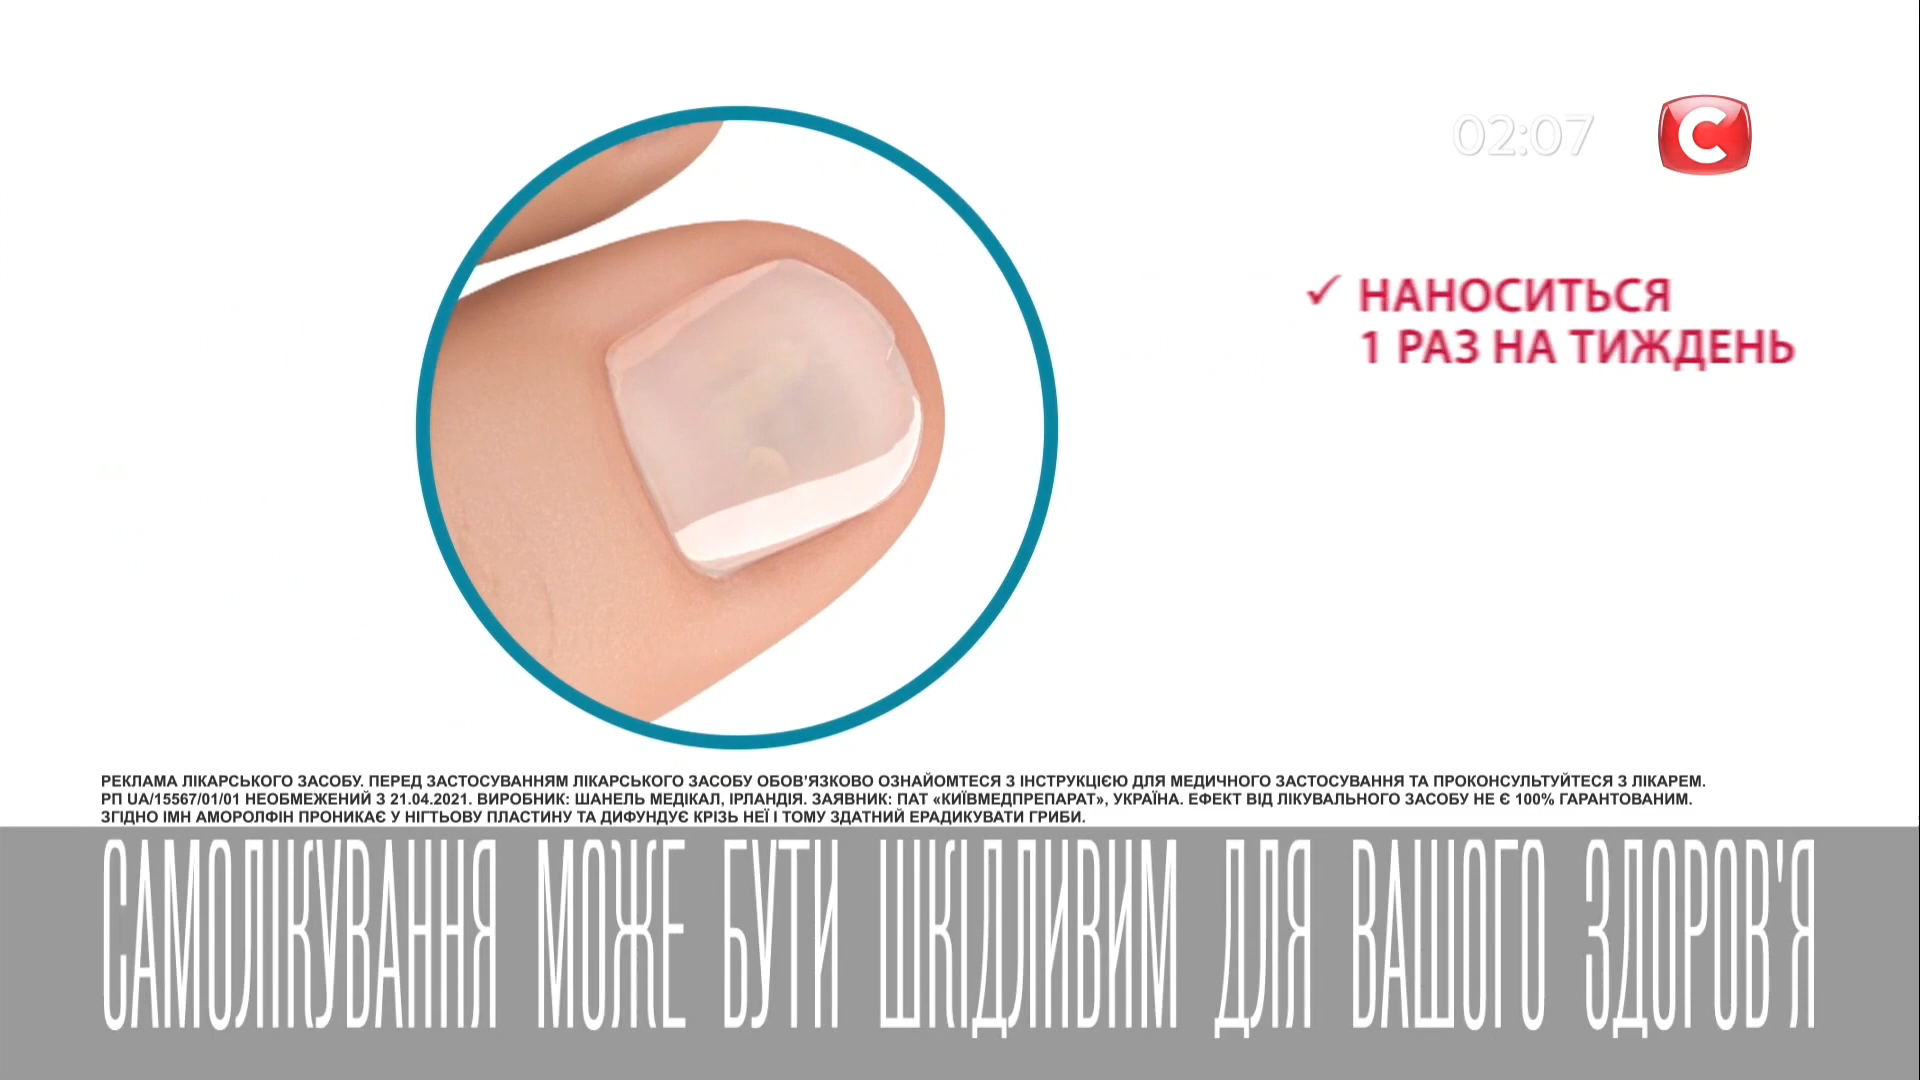 02:07
С
✓ НАНОСИТЬСЯ
1 РАЗ НА ТИЖДЕНЬ
РЕКЛАМА ЛІКАРСЬКОГО ЗАСОБУ. ПЕРЕД ЗАСТОСУВАННЯМ ЛІКАРСЬКОГО ЗАСОБУ ОБОВ'ЯЗКОВО ОЗНАЙОМТЕСЯ З ІНСТРУКЦІЄЮ ДЛЯ МЕДИЧНОГО ЗАСТОСУВАННЯ ТА ПРОКОНСУЛЬТУЙТЕСЯ З ЛІКАРЕМ.
РП UA/15567/01/01 НЕОБМЕЖЕНИЙ З 21.04.2021. ВИРОБНИК: ШАНЕЛЬ МЕДІКАЛ, ІРЛАНДІЯ. ЗАЯВНИК: ПАТ «КИЇВМЕДПРЕПАРАТ», УКРАЇНА. ЕФЕКТ ВІД ЛІКУВАЛЬНОГО ЗАСОБУ НЕ Є 100% ГАРАНТОВАНИМ.
ЗГІДНО ІМН АМОРОЛФІН ПРОНИКАЄ У НІГТЬОВУ ПЛАСТИНУ ТА ДИФУНДУЄ КРІЗЬ НЕЇ І ТОМУ ЗДАТНИЙ ЕРАДИКУВАТИ ГРИБИ.
САМОЛІКУВАННЯ МОЖЕ БУТИ ШКІДЛИВИМ ДЛЯ ВАШОГО ЗДОРОВ'Я